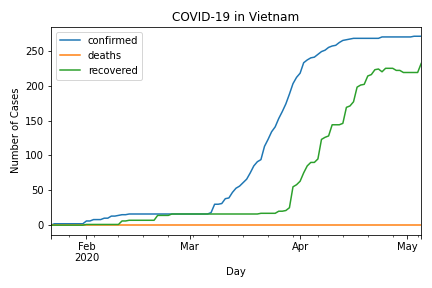 COVID-19 in Vietnam
confirmed
deaths
recovered
Number of Cases
250
200
150
100
50
0
Feb
2020
Mar
Apr
May
Day